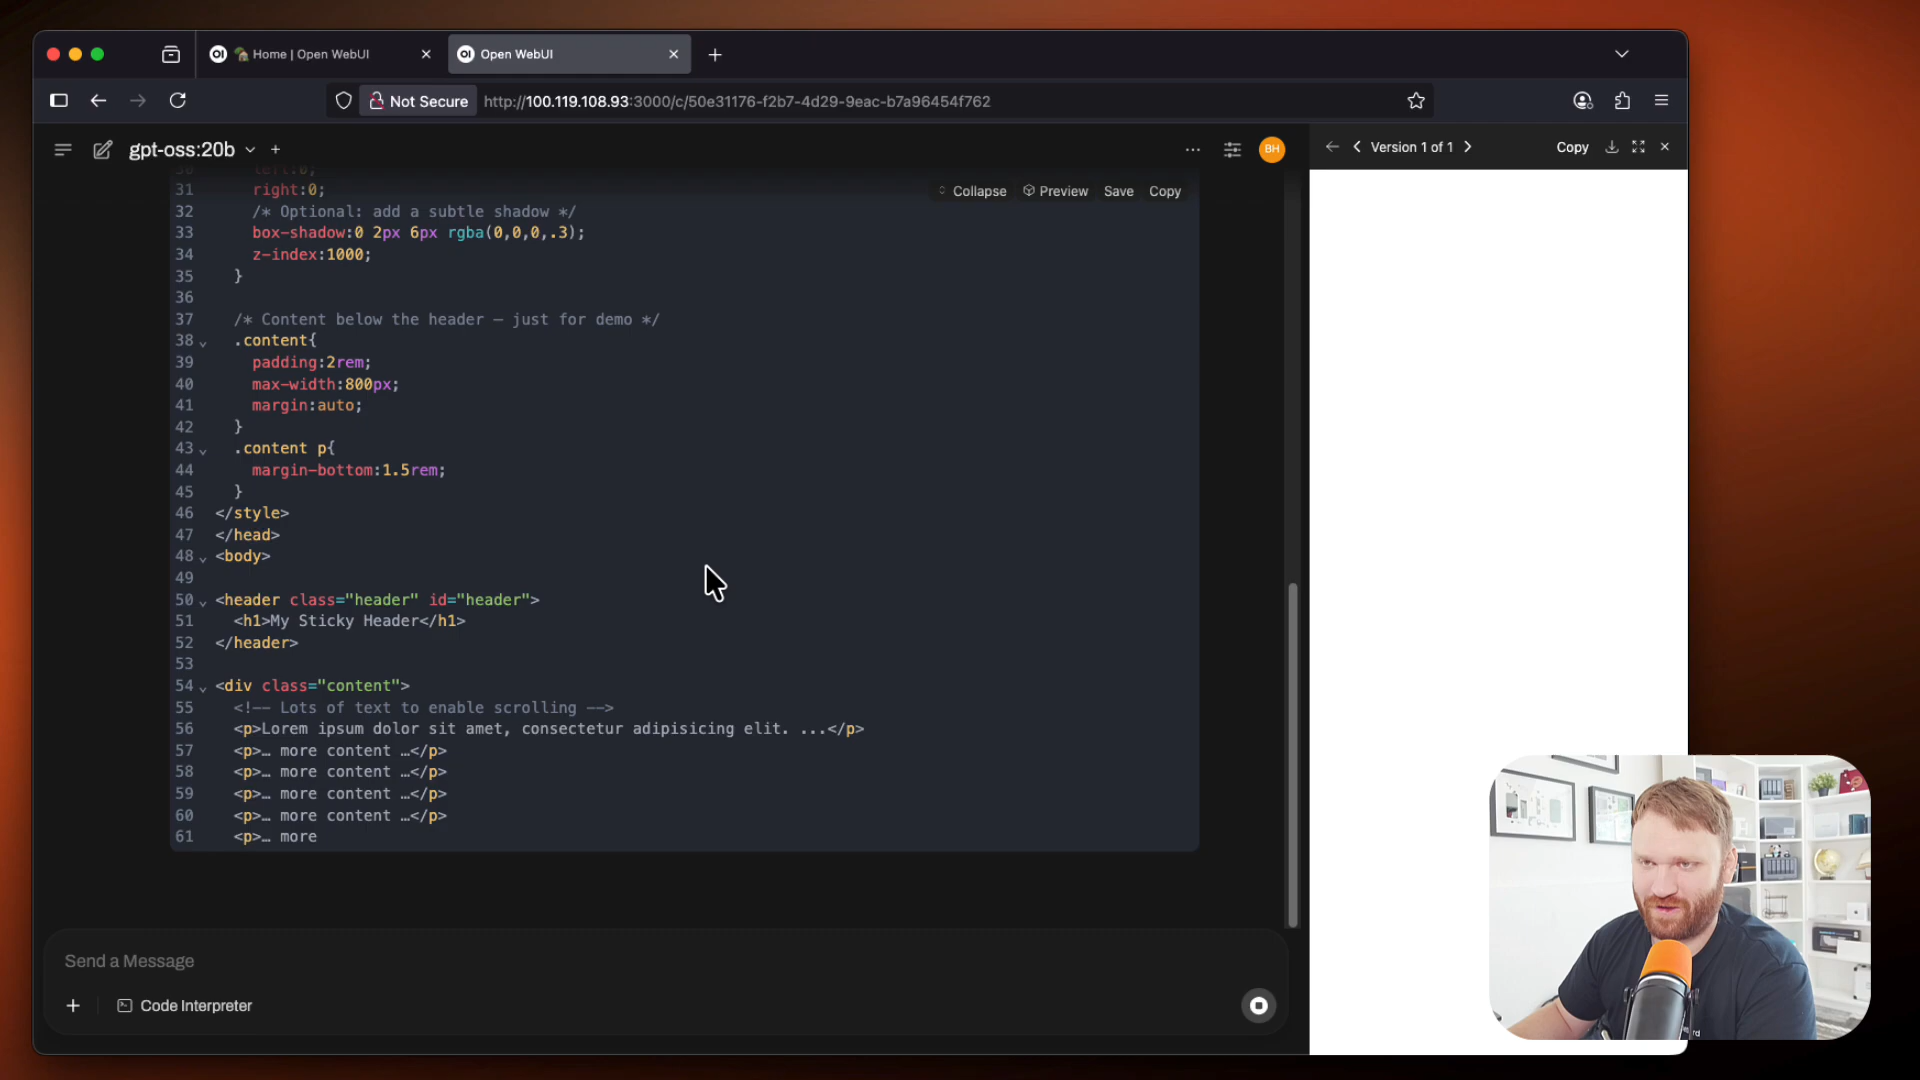 Home | Open WebUI
Open WebUI
Not Secure
http://100.119.108.93:3000/c/50e31176-f2b7-4d29-9eac-b7a96454f762
gpt-oss:20b
BH
Version 1 of 1
Copy
Collapse
Preview
Save
Copy
30 left:0;
31 right:0;
32 /* Optional: add a subtle shadow */
33 box-shadow:0 2px 6px rgba(0,0,0,.3);
34 z-index:1000;
35 }
36
37 /* Content below the header – just for demo */
38 .content{
39 padding:2rem;
40 max-width:800px;
41 margin:auto;
42 }
43 .content p{
44 margin-bottom:1.5rem;
45 }
46 </style>
47 </head>
48 <body>
49
50 <header class="header" id="header">
51 <h1>My Sticky Header</h1>
52 </header>
53
54 <div class="content">
55 <!-- Lots of text to enable scrolling -->
56 <p>Lorem ipsum dolor sit amet, consectetur adipisicing elit. ...</p>
57 <p>… more content …</p>
58 <p>… more content …</p>
59 <p>… more content …</p>
60 <p>… more content …</p>
61 <p>… more
Send a Message
Code Interpreter